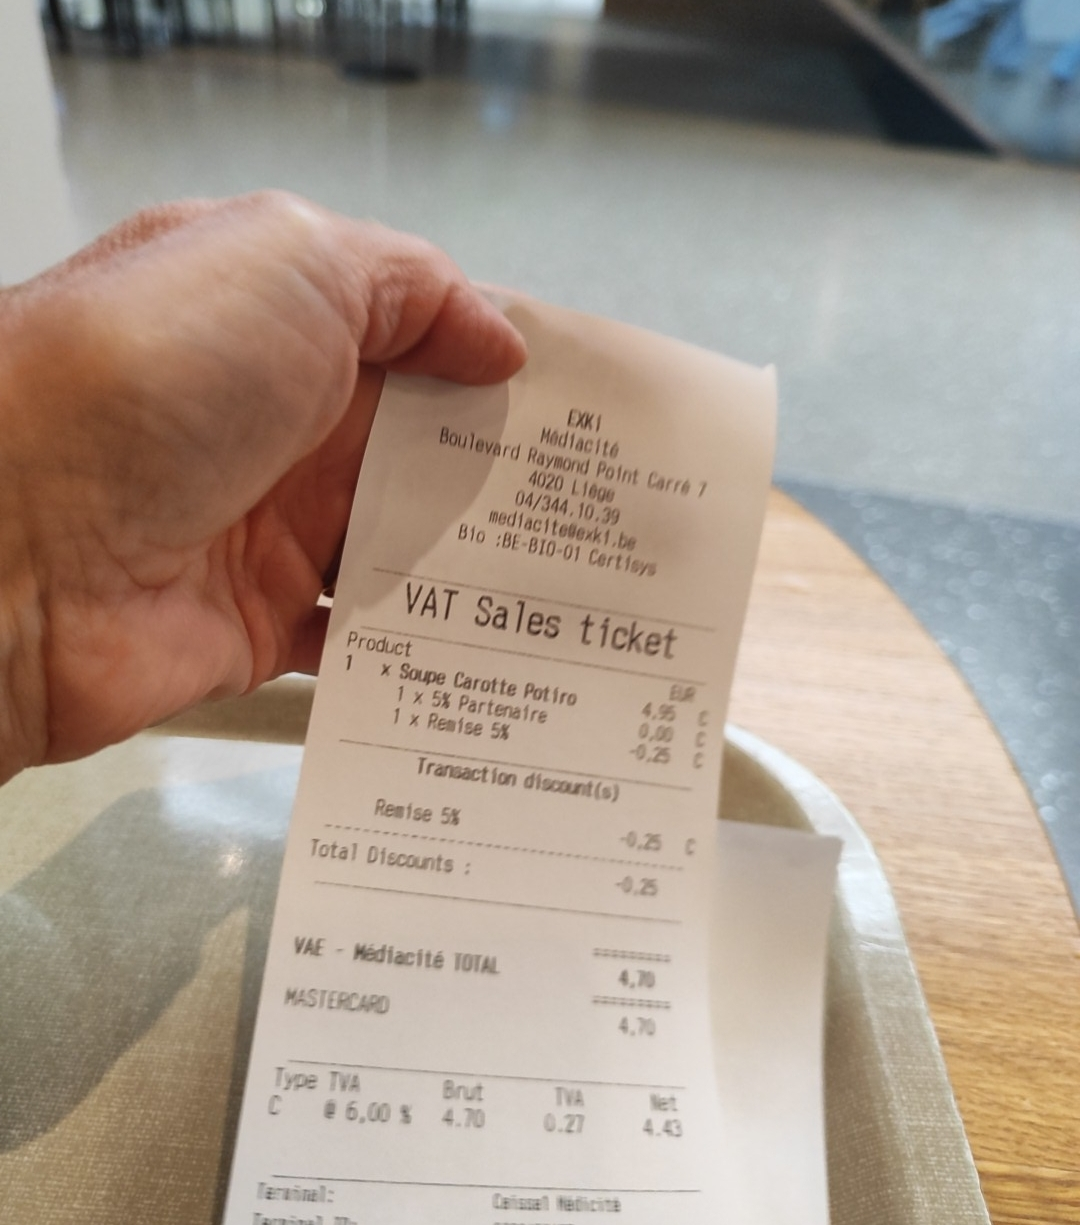 EXKi
Médiacité
Boulevard Raymond Point Carré 7
4020 Liège
04/344.10.39
mediacite@exki.be
Bio :BE-BIO-01 Certisys
VAT Sales ticket
Product EUR
1 x Soupe Carotte Potiro 4,95 C
1 x 5% Partenaire 0,00 C
1 x Remise 5% -0,25 C
Transaction discount(s)
Remise 5% -0,25 C
Total Discounts : -0,25
=========
VAE - Médiacité TOTAL 4,70
=========
MASTERCARD 4,70
Type TVA Brut TVA Net
C @ 6,00 % 4.70 0.27 4.43
Terminal: